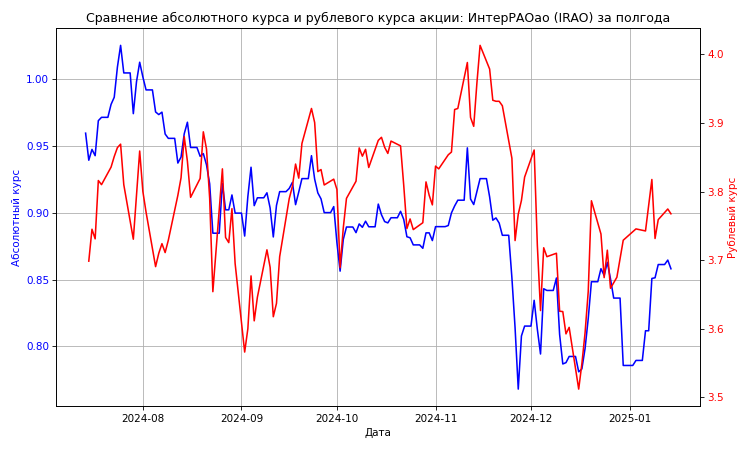 Сравнение абсолютного курса и рублевого курса акции: ИнтерРАОао (IRAO) за полгода
1.00
0.95
0.90
0.85
0.80
Абсолютный курс
4.0
3.9
3.8
3.7
3.6
3.5
Рублевый курс
2024-08 2024-09 2024-10 2024-11 2024-12 2025-01
Дата